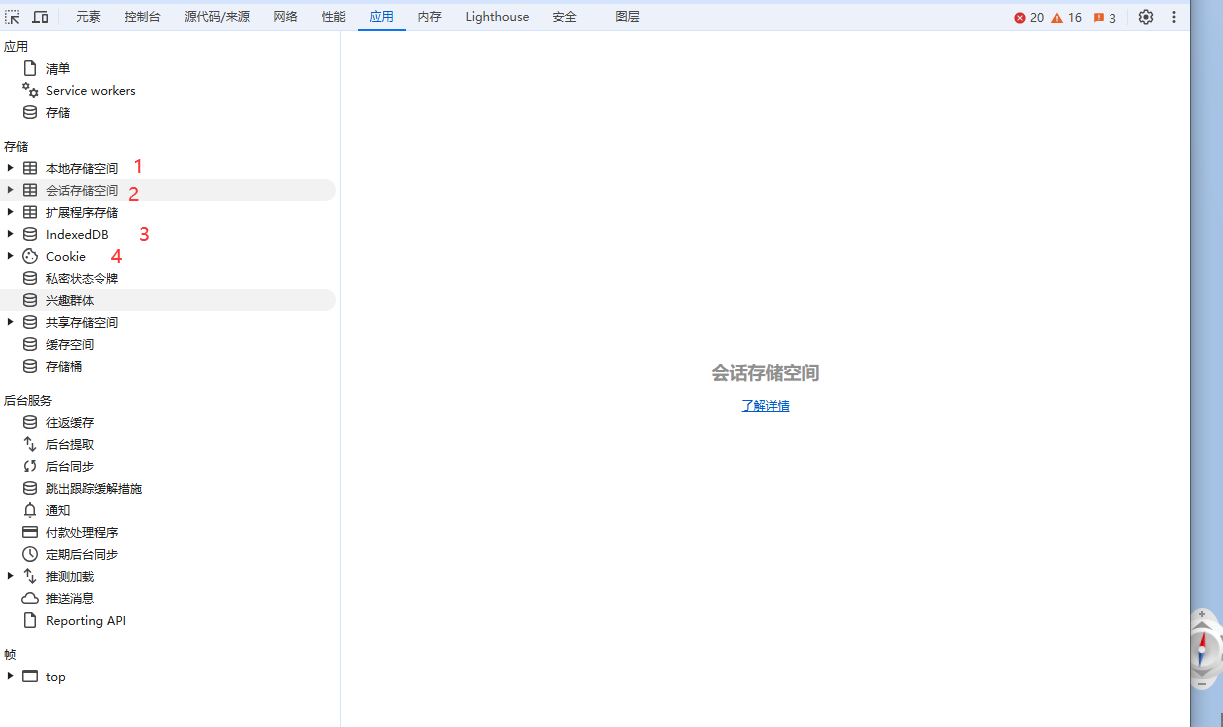 元素 控制台 源代码/来源 网络 性能 应用 内存 Lighthouse 安全 图层 20 16 3
应用
清单
Service workers
存储
存储
本地存储空间 1
会话存储空间 2
扩展程序存储
IndexedDB 3
Cookie 4
私密状态令牌
兴趣群体
共享存储空间
缓存空间
存储桶
后台服务
往返缓存
后台提取
后台同步
跳出跟踪缓解措施
通知
付款处理程序
定期后台同步
推测加载
推送消息
Reporting API
帧
top
会话存储空间
了解详情